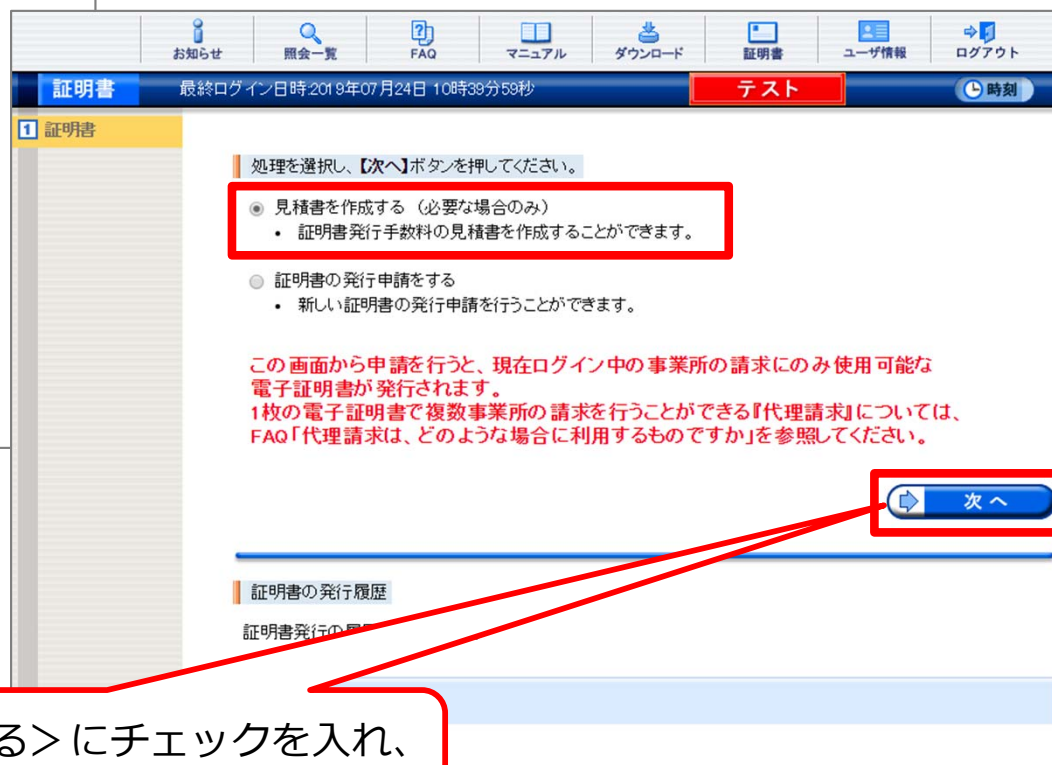 お知らせ 照会一覧 FAQ マニュアル ダウンロード 証明書 ユーザ情報 ログアウト
証明書 最終ログイン日時:2019年07月24日 10時39分59秒 テスト 時刻
1 証明書
処理を選択し、【次へ】ボタンを押してください。
見積書を作成する (必要な場合のみ)
• 証明書発行手数料の見積書を作成することができます。
証明書の発行申請をする
• 新しい証明書の発行申請を行うことができます。
この画面から申請を行うと、現在ログイン中の事業所の請求にのみ使用可能な
電子証明書が発行されます。
1枚の電子証明書で複数事業所の請求を行うことができる『代理請求』については、
FAQ「代理請求は、どのような場合に利用するものですか」を参照してください。
次へ
証明書の発行履歴
証明書発行の
る>にチェックを入れ、